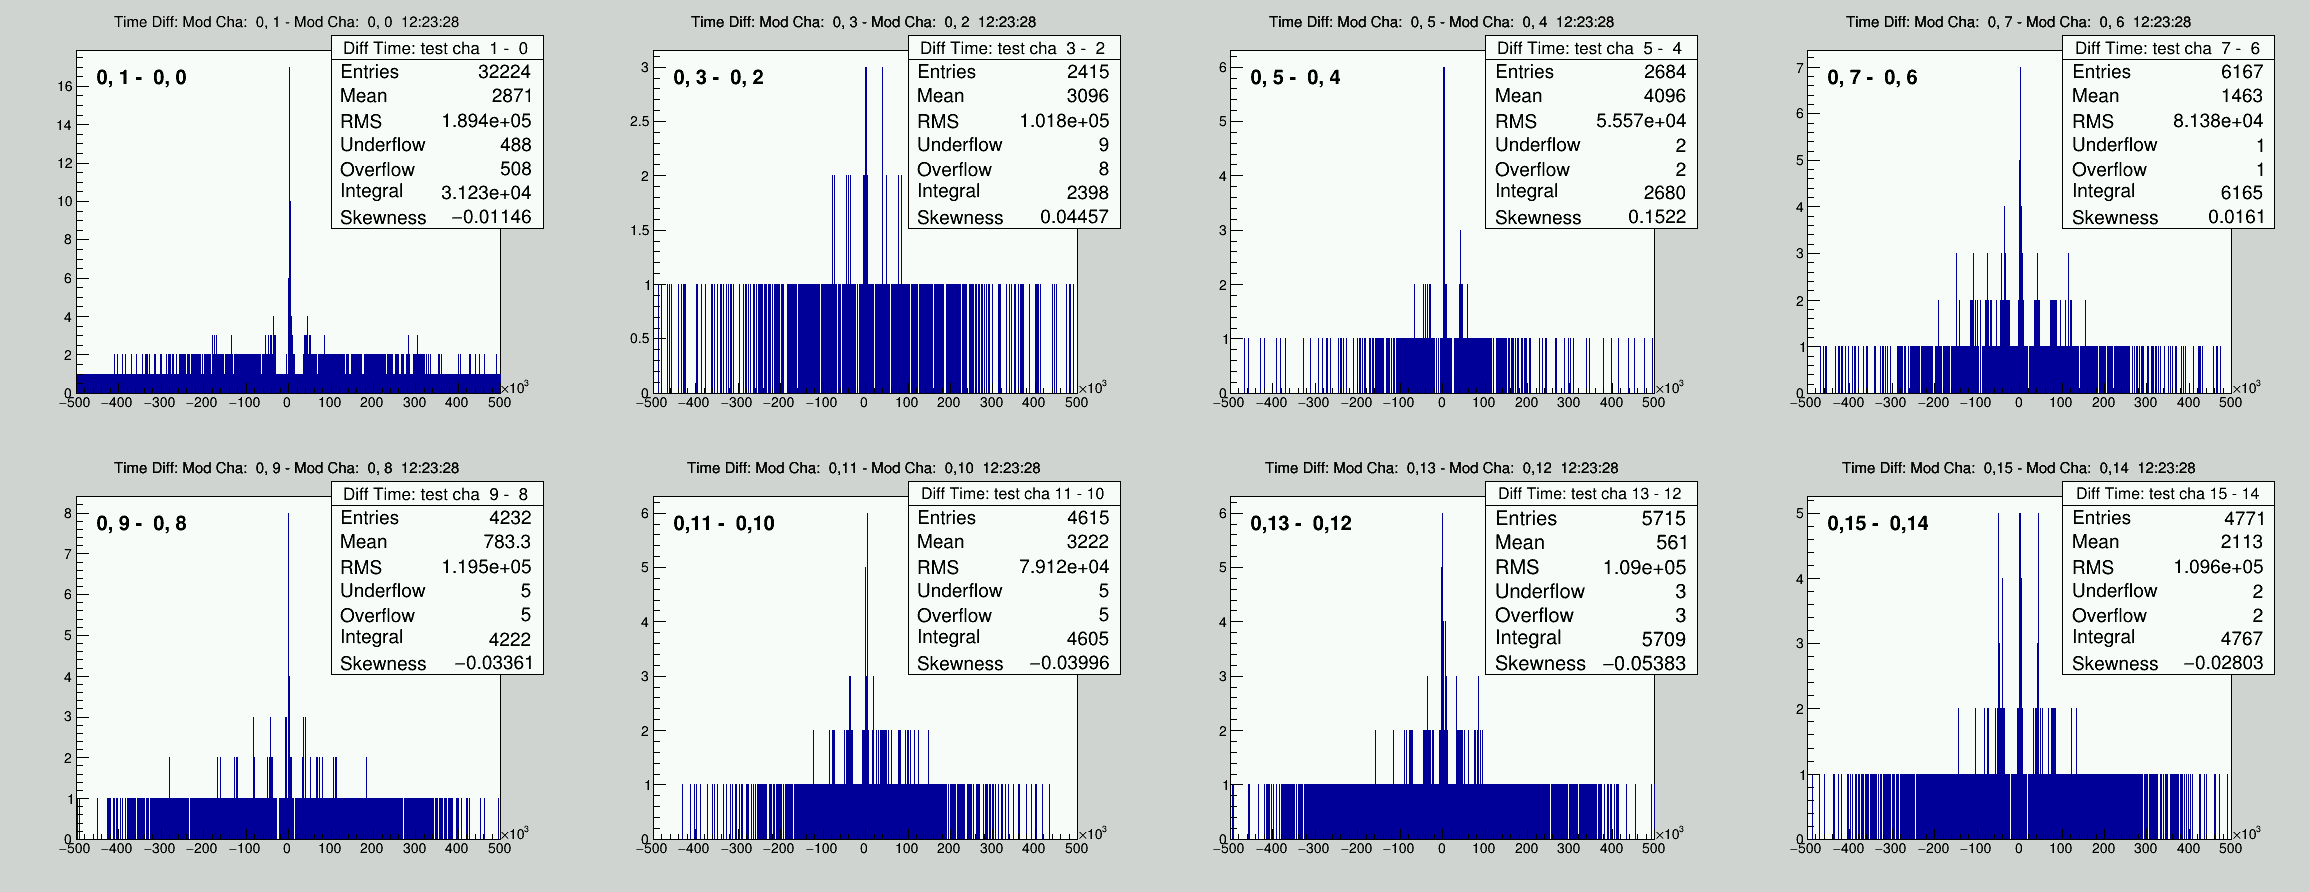 Time Diff: Mod Cha:  0, 1 - Mod Cha:  0, 0  12:23:28
0, 1 -  0, 0
Diff Time: test cha  1 -  0
Entries 32224
Mean 2871
RMS 1.894e+05
Underflow 488
Overflow 508
Integral 3.123e+04
Skewness −0.01146
16
14
12
10
8
6
4
2
0
−500 −400 −300 −200 −100 0 100 200 300 400 500
×10³
Time Diff: Mod Cha:  0, 3 - Mod Cha:  0, 2  12:23:28
0, 3 -  0, 2
Diff Time: test cha  3 -  2
Entries 2415
Mean 3096
RMS 1.018e+05
Underflow 9
Overflow 8
Integral 2398
Skewness 0.04457
3
2.5
2
1.5
1
0.5
0
−500 −400 −300 −200 −100 0 100 200 300 400 500
×10³
Time Diff: Mod Cha:  0, 5 - Mod Cha:  0, 4  12:23:28
0, 5 -  0, 4
Diff Time: test cha  5 -  4
Entries 2684
Mean 4096
RMS 5.557e+04
Underflow 2
Overflow 2
Integral 2680
Skewness 0.1522
6
5
4
3
2
1
0
−500 −400 −300 −200 −100 0 100 200 300 400 500
×10³
Time Diff: Mod Cha:  0, 7 - Mod Cha:  0, 6  12:23:28
0, 7 -  0, 6
Diff Time: test cha  7 -  6
Entries 6167
Mean 1463
RMS 8.138e+04
Underflow 1
Overflow 1
Integral 6165
Skewness 0.0161
7
6
5
4
3
2
1
0
−500 −400 −300 −200 −100 0 100 200 300 400 500
×10³
Time Diff: Mod Cha:  0, 9 - Mod Cha:  0, 8  12:23:28
0, 9 -  0, 8
Diff Time: test cha  9 -  8
Entries 4232
Mean 783.3
RMS 1.195e+05
Underflow 5
Overflow 5
Integral 4222
Skewness −0.03361
8
7
6
5
4
3
2
1
0
−500 −400 −300 −200 −100 0 100 200 300 400 500
×10³
Time Diff: Mod Cha:  0,11 - Mod Cha:  0,10  12:23:28
0,11 -  0,10
Diff Time: test cha 11 - 10
Entries 4615
Mean 3222
RMS 7.912e+04
Underflow 5
Overflow 5
Integral 4605
Skewness −0.03996
6
5
4
3
2
1
0
−500 −400 −300 −200 −100 0 100 200 300 400 500
×10³
Time Diff: Mod Cha:  0,13 - Mod Cha:  0,12  12:23:28
0,13 -  0,12
Diff Time: test cha 13 - 12
Entries 5715
Mean 561
RMS 1.09e+05
Underflow 3
Overflow 3
Integral 5709
Skewness −0.05383
6
5
4
3
2
1
0
−500 −400 −300 −200 −100 0 100 200 300 400 500
×10³
Time Diff: Mod Cha:  0,15 - Mod Cha:  0,14  12:23:28
0,15 -  0,14
Diff Time: test cha 15 - 14
Entries 4771
Mean 2113
RMS 1.096e+05
Underflow 2
Overflow 2
Integral 4767
Skewness −0.02803
5
4
3
2
1
0
−500 −400 −300 −200 −100 0 100 200 300 400 500
×10³